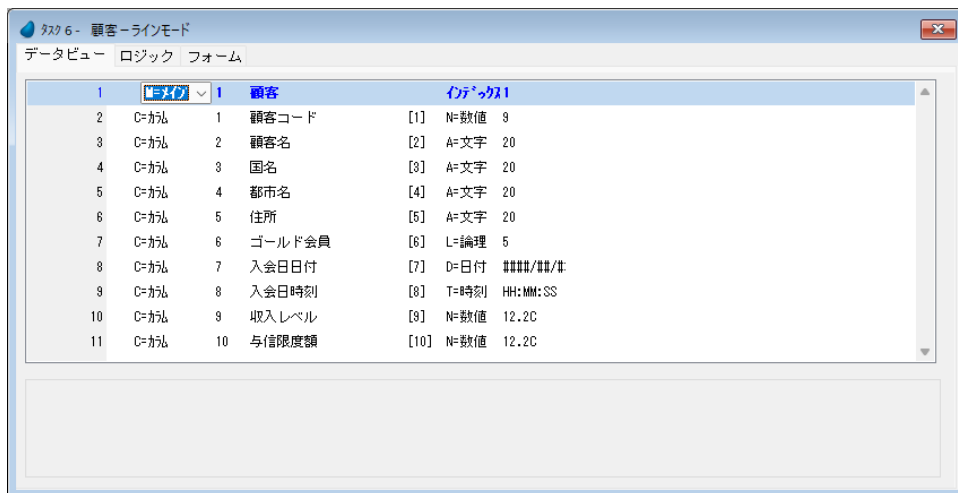 ﾀｽｸ 6 - 顧客－ラインモード
データビュー ロジック フォーム
1 M=ﾒｲﾝ 1 顧客 ｲﾝﾃﾞｯｸｽ1
2 C=ｶﾗﾑ 1 顧客コード [1] N=数値 9
3 C=ｶﾗﾑ 2 顧客名 [2] A=文字 20
4 C=ｶﾗﾑ 3 国名 [3] A=文字 20
5 C=ｶﾗﾑ 4 都市名 [4] A=文字 20
6 C=ｶﾗﾑ 5 住所 [5] A=文字 20
7 C=ｶﾗﾑ 6 ゴールド会員 [6] L=論理 5
8 C=ｶﾗﾑ 7 入会日日付 [7] D=日付 ####/##/#
9 C=ｶﾗﾑ 8 入会日時刻 [8] T=時刻 HH:MM:SS
10 C=ｶﾗﾑ 9 収入レベル [9] N=数値 12.2C
11 C=ｶﾗﾑ 10 与信限度額 [10] N=数値 12.2C